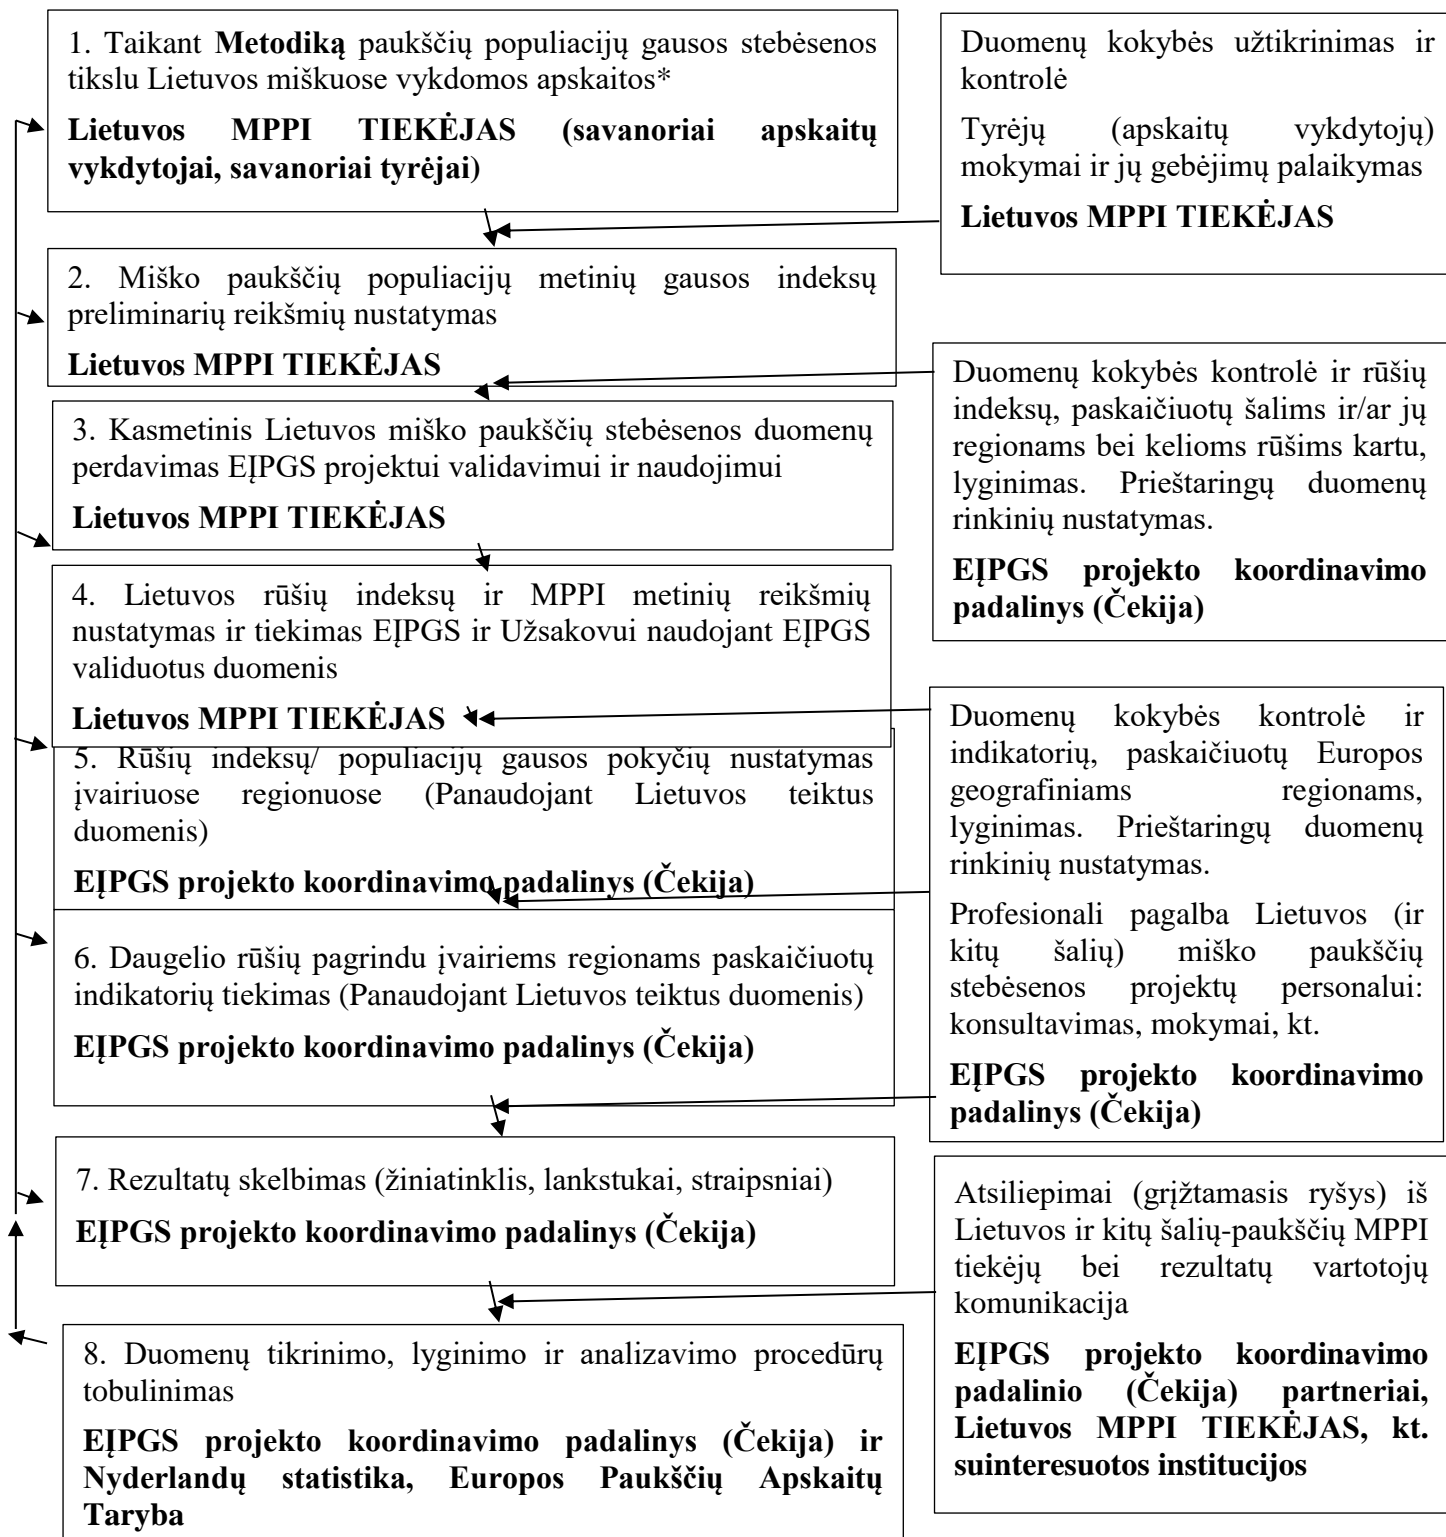 1. Taikant Metodiką paukščių populiacijų gausos stebėsenos
tikslu Lietuvos miškuose vykdomos apskaitos*
Lietuvos MPPI TIEKĖJAS (savanoriai apskaitų
vykdytojai, savanoriai tyrėjai)
Duomenų kokybės užtikrinimas ir
kontrolė
Tyrėjų (apskaitų vykdytojų)
mokymai ir jų gebėjimų palaikymas
Lietuvos MPPI TIEKĖJAS
2. Miško paukščių populiacijų metinių gausos indeksų
preliminarių reikšmių nustatymas
Lietuvos MPPI TIEKĖJAS
Duomenų kokybės kontrolė ir rūšių
indeksų, paskaičiuotų šalims ir/ar jų
regionams bei kelioms rūšims kartu,
lyginimas. Prieštaringų duomenų
rinkinių nustatymas.
EĮPGS projekto koordinavimo
padalinys (Čekija)
3. Kasmetinis Lietuvos miško paukščių stebėsenos duomenų
perdavimas EĮPGS projektui validavimui ir naudojimui
Lietuvos MPPI TIEKĖJAS
4. Lietuvos rūšių indeksų ir MPPI metinių reikšmių
nustatymas ir tiekimas EĮPGS ir Užsakovui naudojant EĮPGS
validuotus duomenis
Lietuvos MPPI TIEKĖJAS
Duomenų kokybės kontrolė ir
indikatorių, paskaičiuotų Europos
geografiniams regionams,
lyginimas. Prieštaringų duomenų
rinkinių nustatymas.
Profesionali pagalba Lietuvos (ir
kitų šalių) miško paukščių
stebėsenos projektų personalui:
konsultavimas, mokymai, kt.
EĮPGS projekto koordinavimo
padalinys (Čekija)
5. Rūšių indeksų/ populiacijų gausos pokyčių nustatymas
įvairiuose regionuose (Panaudojant Lietuvos teiktus
duomenis)
EĮPGS projekto koordinavimo padalinys (Čekija)
6. Daugelio rūšių pagrindu įvairiems regionams paskaičiuotų
indikatorių tiekimas (Panaudojant Lietuvos teiktus duomenis)
EĮPGS projekto koordinavimo padalinys (Čekija)
7. Rezultatų skelbimas (žiniatinklis, lankstukai, straipsniai)
EĮPGS projekto koordinavimo padalinys (Čekija)
Atsiliepimai (grįžtamasis ryšys) iš
Lietuvos ir kitų šalių-paukščių MPPI
tiekėjų bei rezultatų vartotojų
komunikacija
EĮPGS projekto koordinavimo
padalinio (Čekija) partneriai,
Lietuvos MPPI TIEKĖJAS, kt.
suinteresuotos institucijos
8. Duomenų tikrinimo, lyginimo ir analizavimo procedūrų
tobulinimas
EĮPGS projekto koordinavimo padalinys (Čekija) ir
Nyderlandų statistika, Europos Paukščių Apskaitų
Taryba